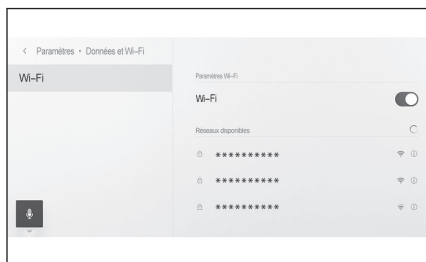 < Paramètres • Données et Wi–Fi
Wi–Fi
Paramètres Wi–Fi
Wi–Fi
Réseaux disponibles
**********
**********
**********